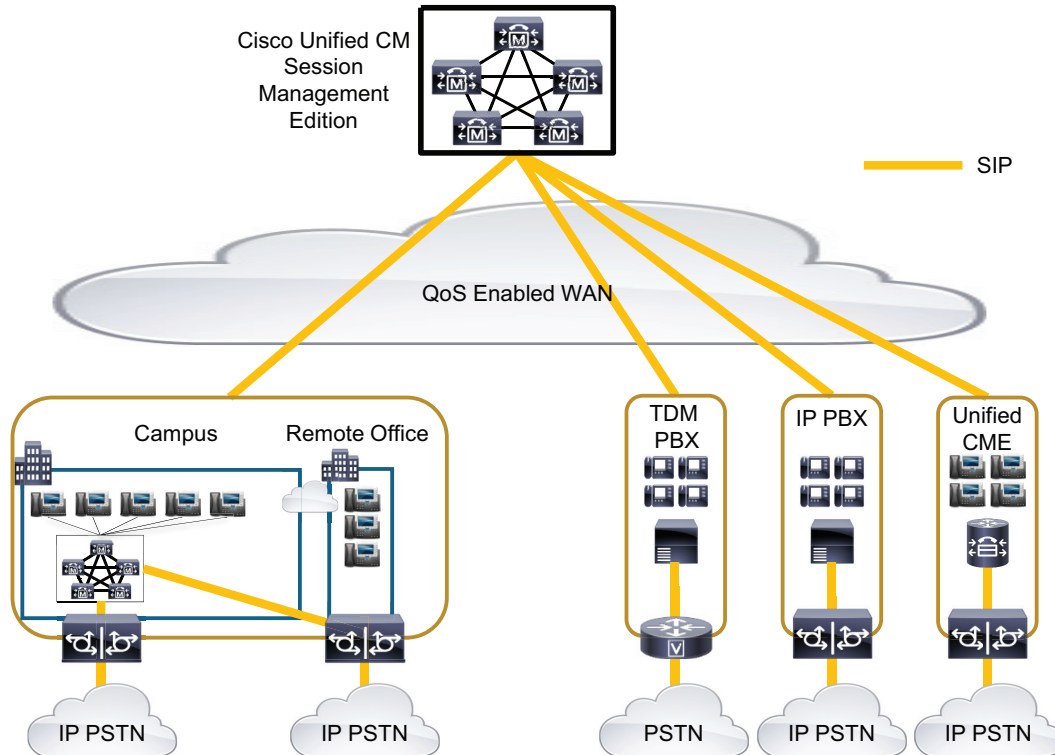 Cisco Unified CM
Session
Management
Edition
M
M
M
M
M
SIP
QoS Enabled WAN
Campus
Remote Office
TDM
PBX
IP PBX
Unified
CME
M
M
M
M
M
V
IP PSTN
IP PSTN
PSTN
IP PSTN
IP PSTN